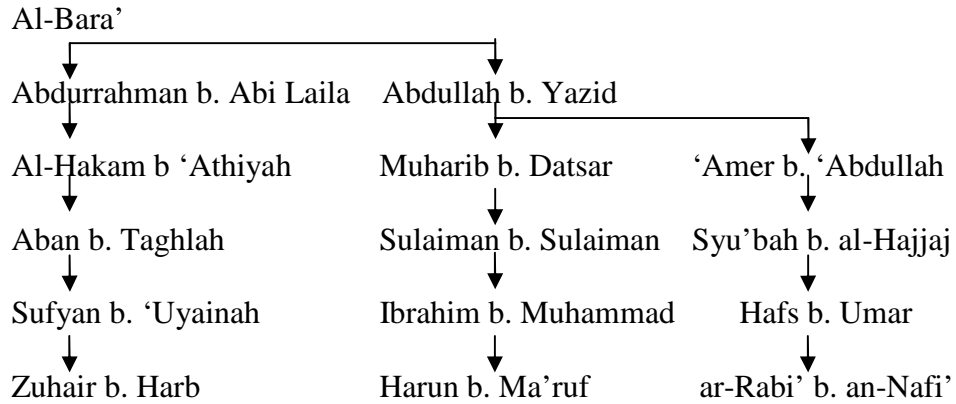 Al-Bara’
Abdurrahman b. Abi Laila Abdullah b. Yazid
Al-Hakam b ‘Athiyah Muharib b. Datsar ‘Amer b. ‘Abdullah
Aban b. Taghlah Sulaiman b. Sulaiman Syu’bah b. al-Hajjaj
Sufyan b. ‘Uyainah Ibrahim b. Muhammad Hafs b. Umar
Zuhair b. Harb Harun b. Ma’ruf ar-Rabi’ b. an-Nafi’